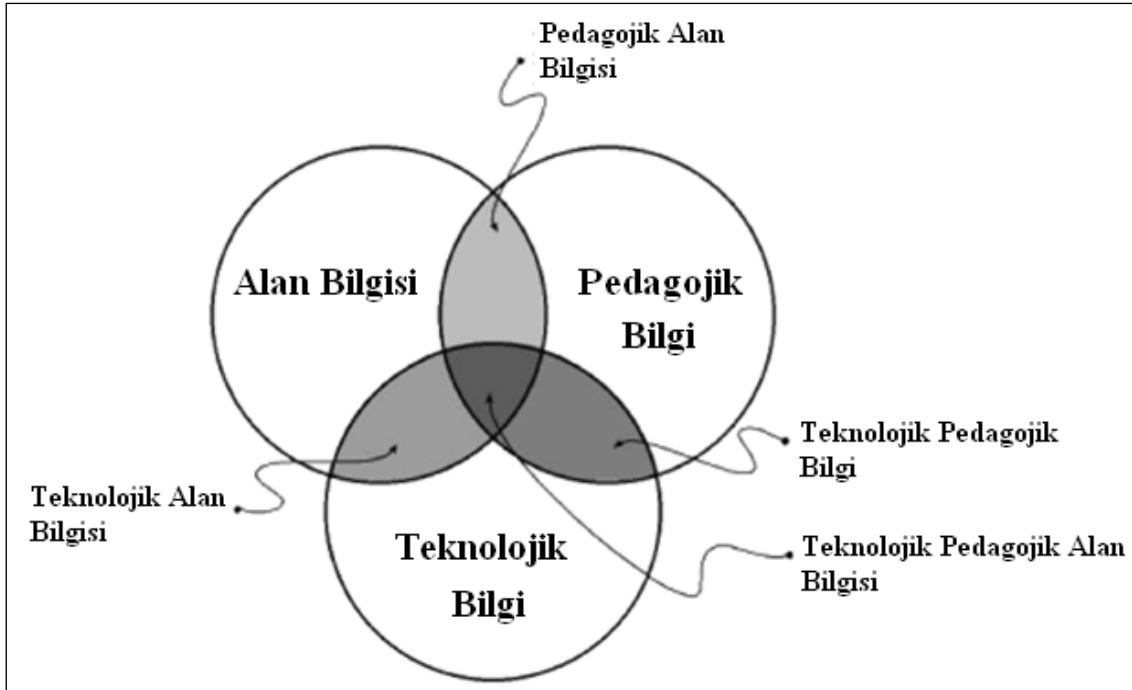 Pedagojik Alan
Bilgisi
Alan Bilgisi
Pedagojik
Bilgi
Teknolojik Pedagojik
Bilgi
Teknolojik Alan
Bilgisi
Teknolojik
Bilgi
Teknolojik Pedagojik Alan
Bilgisi